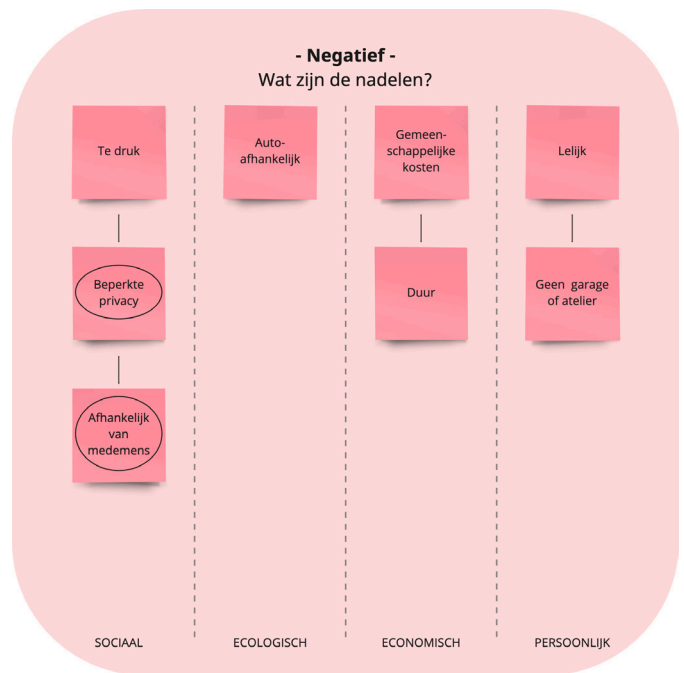 - Negatief -
Wat zijn de nadelen?
Te druk
Beperkte
privacy
Afhankelijk
van
medemens
Auto-
afhankelijk
Gemeen-
schappelijke
kosten
Duur
Lelijk
Geen garage
of atelier
SOCIAAL
ECOLOGISCH
ECONOMISCH
PERSOONLIJK